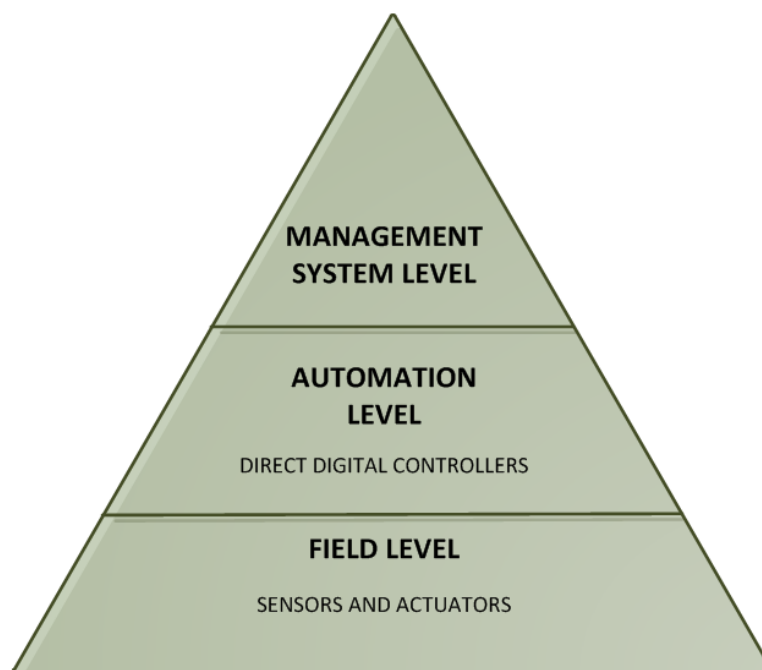 MANAGEMENT
SYSTEM LEVEL
AUTOMATION
LEVEL
DIRECT DIGITAL CONTROLLERS
FIELD LEVEL
SENSORS AND ACTUATORS